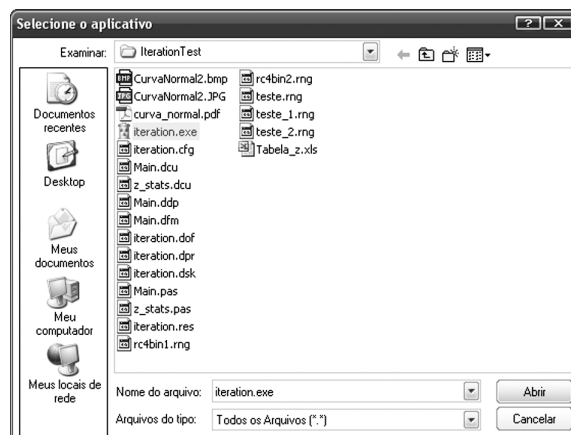 Selecione o aplicativo
Examinar:
IterationTest
Documentos
recentes
Desktop
Meus
documentos
Meu
computador
Meus locais de
rede
CurvaNormal2.bmp
CurvaNormal2.JPG
curva_normal.pdf
iteration.exe
iteration.cfg
Main.dcu
z_stats.dcu
Main.ddp
Main.dfm
iteration.dof
iteration.dpr
iteration.dsk
Main.pas
z_stats.pas
iteration.res
rc4bin1.rng
rc4bin2.rng
teste.rng
teste_1.rng
teste_2.rng
Tabela_z.xls
Nome do arquivo:
iteration.exe
Abrir
Arquivos do tipo:
Todos os Arquivos (*.*)
Cancelar